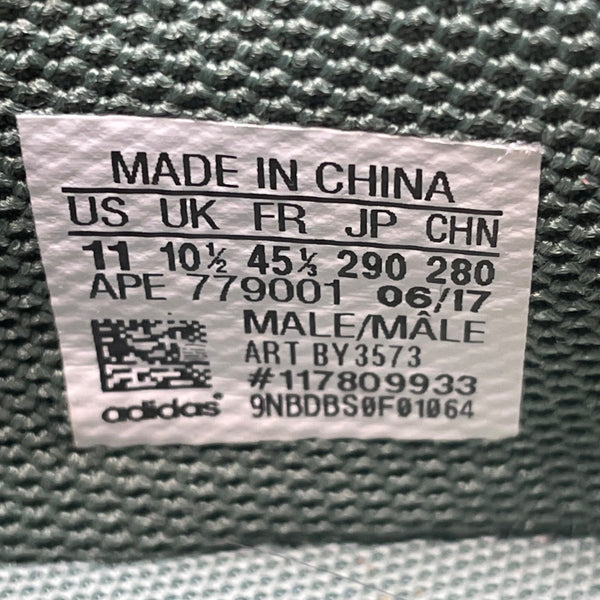 MADE IN CHINA
US UK FR JP CHN
11 10½ 45⅓ 290 280
APE 779001 06/17
MALE/MÂLE
ART BY3573
#117809933
adidas® 9NBDBS0F01064